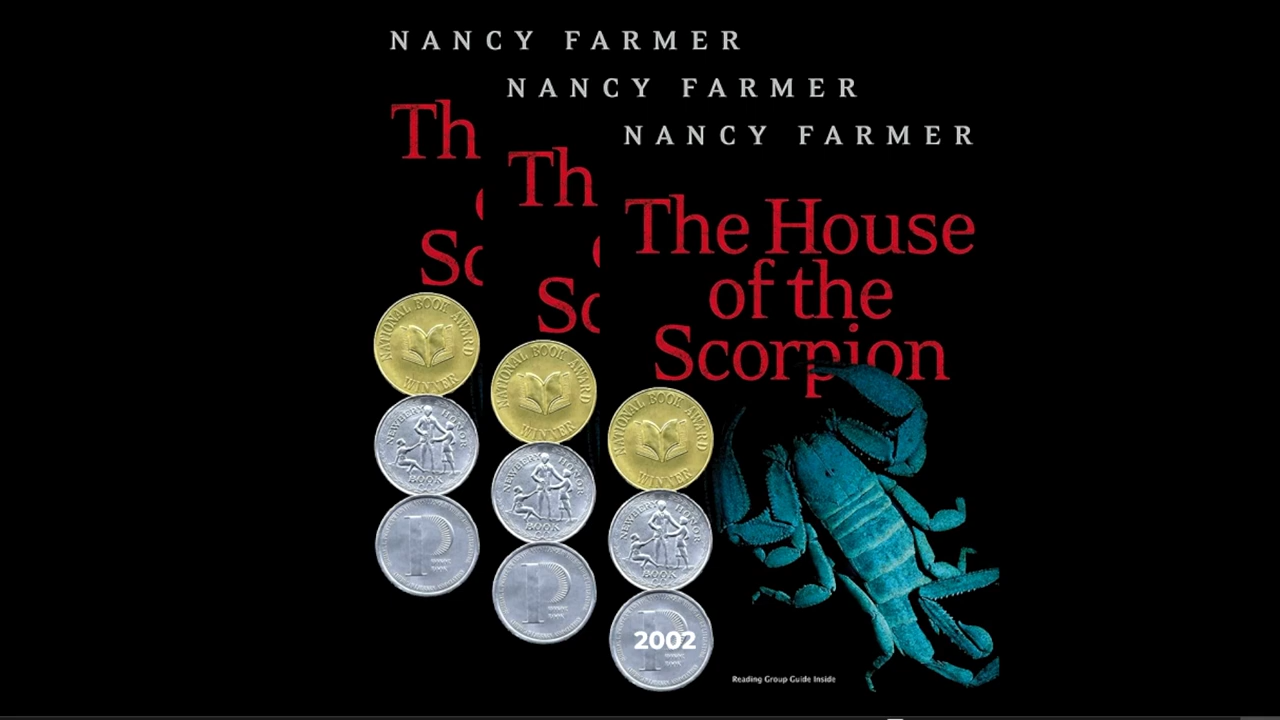 NANCY FARMER
NANCY FARMER
NANCY FARMER
Th
Sc
Th
Sc
The House
of the
Scorpion
NATIONAL BOOK AWARD
WINNER
NEWBERY HONOR
BOOK
P
NATIONAL BOOK AWARD
WINNER
NEWBERY HONOR
BOOK
P
NATIONAL BOOK AWARD
WINNER
NEWBERY HONOR
BOOK
P
2002
Reading Group Guide Inside